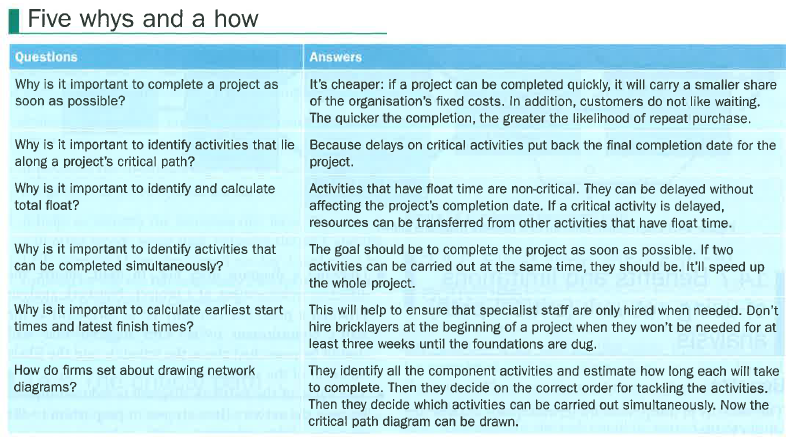 Five whys and a how
Questions
Answers
Why is it important to complete a project as
soon as possible?
It's cheaper: if a project can be completed quickly, it will carry a smaller share
of the organisation's fixed costs. In addition, customers do not like waiting.
The quicker the completion, the greater the likelihood of repeat purchase.
Why is it important to identify activities that lie
along a project's critical path?
Because delays on critical activities put back the final completion date for the
project.
Why is it important to identify and calculate
total float?
Activities that have float time are non-critical. They can be delayed without
affecting the project's completion date. If a critical activity is delayed,
resources can be transferred from other activities that have float time.
Why is it important to identify activities that
can be completed simultaneously?
The goal should be to complete the project as soon as possible. If two
activities can be carried out at the same time, they should be. It'll speed up
the whole project.
Why is it important to calculate earliest start
times and latest finish times?
This will help to ensure that specialist staff are only hired when needed. Don't
hire bricklayers at the beginning of a project when they won't be needed for at
least three weeks until the foundations are dug.
How do firms set about drawing network
diagrams?
They identify all the component activities and estimate how long each will take
to complete. Then they decide on the correct order for tackling the activities.
Then they decide which activities can be carried out simultaneously. Now the
critical path diagram can be drawn.